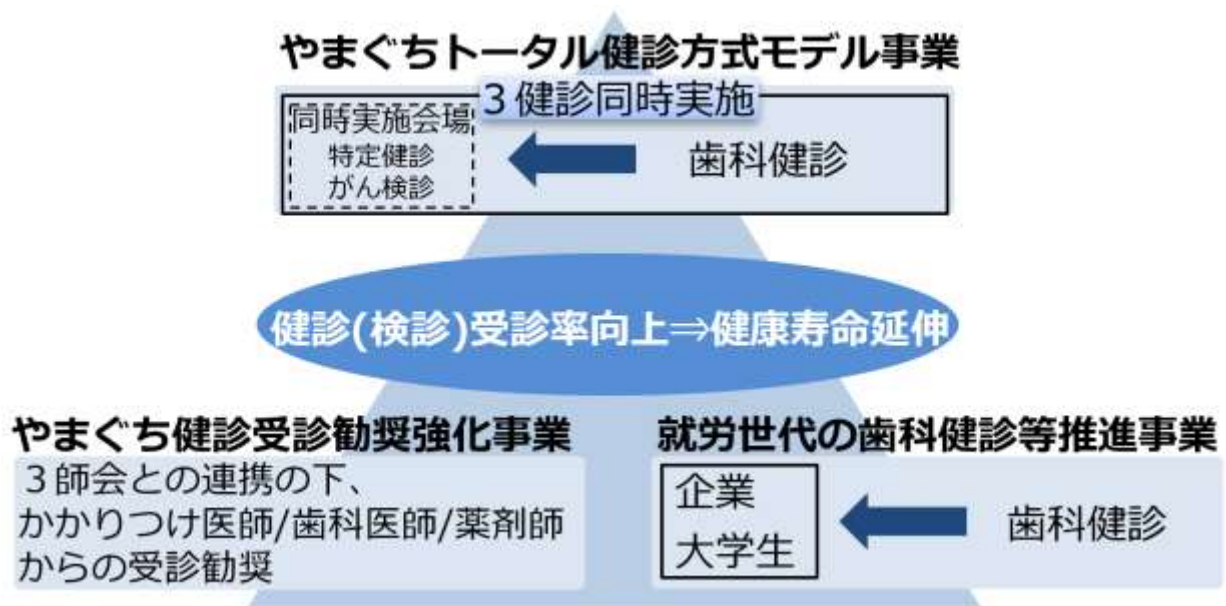 やまぐちトータル健診方式モデル事業
３健診同時実施
同時実施会場
特定健診
がん検診
歯科健診
健診(検診)受診率向上⇒健康寿命延伸
やまぐち健診受診勧奨強化事業
３師会との連携の下、
かかりつけ医師/歯科医師/薬剤師
からの受診勧奨
就労世代の歯科健診等推進事業
企業
大学生
歯科健診